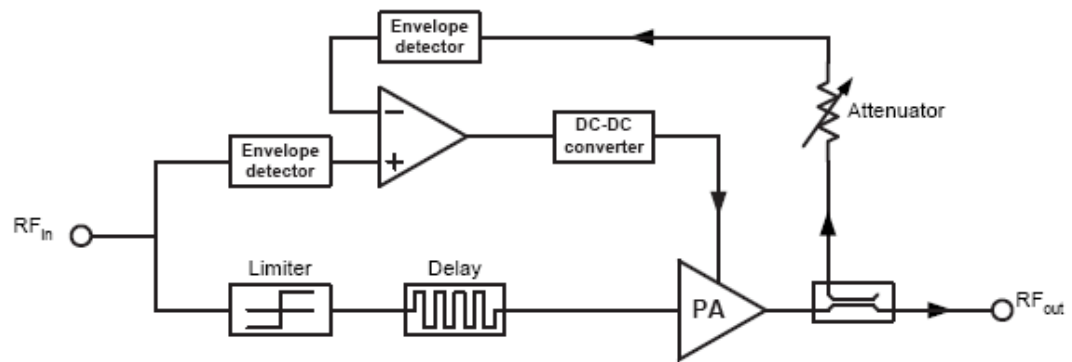 Envelope
detector
Attenuator
−
+
DC-DC
converter
Envelope
detector
RFin
Limiter
Delay
PA
RFout